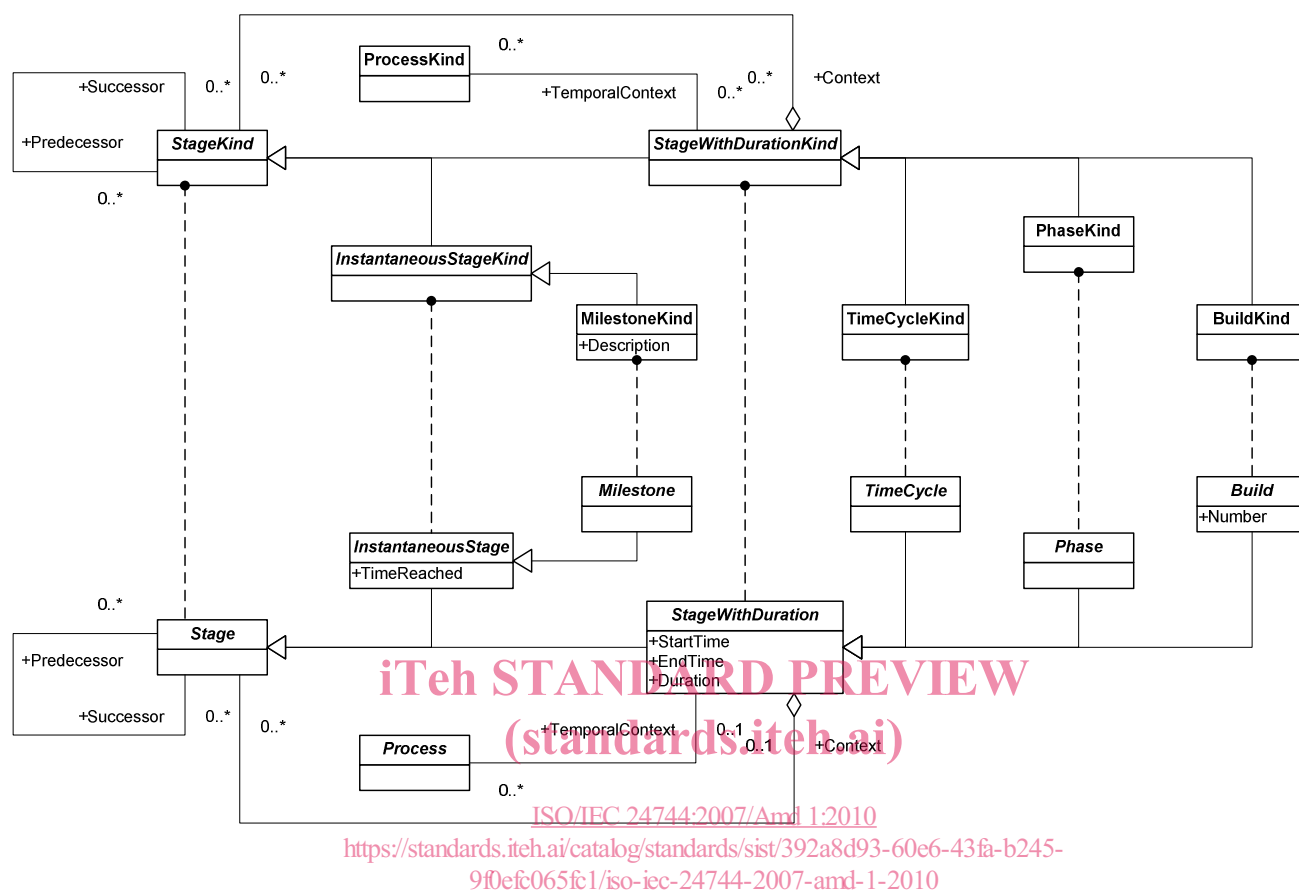 0..*
ProcessKind
+Successor
0..*
0..*
+TemporalContext
0..*
0..*
+Context
+Predecessor
StageKind
StageWithDurationKind
0..*
PhaseKind
InstantaneousStageKind
MilestoneKind
+Description
TimeCycleKind
BuildKind
Milestone
TimeCycle
Build
+Number
InstantaneousStage
+TimeReached
Phase
0..*
Stage
StageWithDuration
+StartTime
+EndTime
+Duration
+Predecessor
iTeh STANDARD PREVIEW
+Successor
0..*
0..*
+TemporalContext
0..1
0..1
+Context
(standards.iteh.ai)
Process
0..*
ISO/IEC 24744:2007/Amd 1:2010
https://standards.iteh.ai/catalog/standards/sist/392a8d93-60e6-43fa-b245-
9f0efc065fc1/iso-iec-24744-2007-amd-1-2010